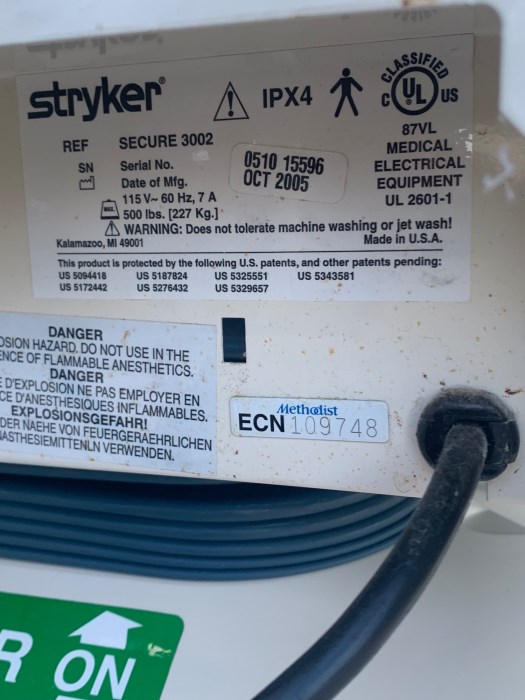 stryker®
IPX4
CLASSIFIED
C UL US
87VL
MEDICAL
ELECTRICAL
EQUIPMENT
UL 2601-1
REF SECURE 3002
SN Serial No. 0510 15596
Date of Mfg. OCT 2005
115 V~ 60 Hz, 7 A
500 lbs. [227 Kg.]
WARNING: Does not tolerate machine washing or jet wash!
Kalamazoo, MI 49001 Made in U.S.A.
This product is protected by the following U.S. patents, and other patents pending:
US 5094418 US 5187824 US 5325551 US 5343581
US 5172442 US 5276432 US 5329657
DANGER
OSION HAZARD. DO NOT USE IN THE
ENCE OF FLAMMABLE ANESTHETICS.
DANGER
E D'EXPLOSION NE PAS EMPLOYER EN
CE D'ANESTHESIQUES INFLAMMABLES.
EXPLOSIONSGEFAHR!
DER NAEHE VON FEUERGERAEHRLICHEN
NASTHESIEMITTELN VERWENDEN.
Methodist
ECN 109748
R ON